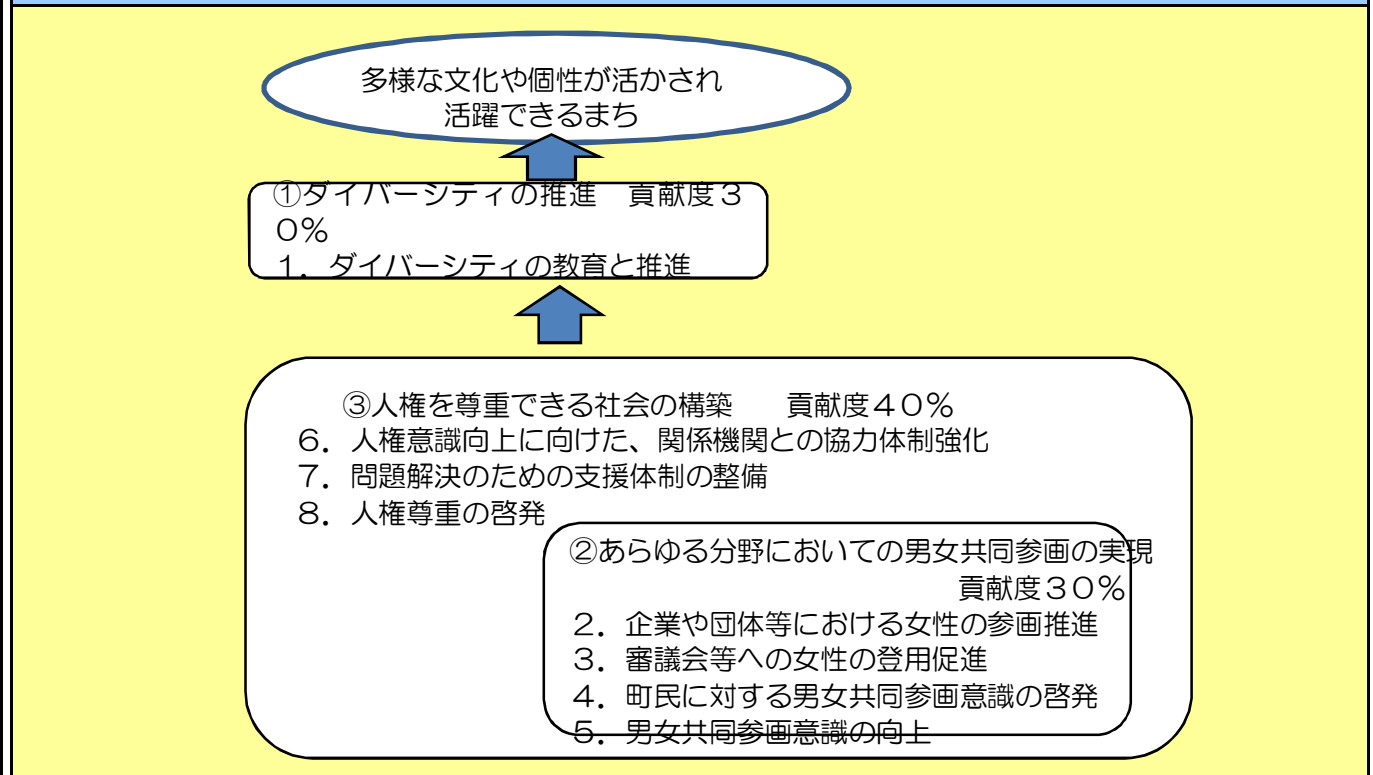 多様な文化や個性が活かされ
活躍できるまち
①ダイバーシティの推進　貢献度３
０％
１．ダイバーシティの教育と推進
③人権を尊重できる社会の構築　　貢献度４０％
６．人権意識向上に向けた、関係機関との協力体制強化
７．問題解決のための支援体制の整備
８．人権尊重の啓発
②あらゆる分野においての男女共同参画の実現
貢献度３０％
２．企業や団体等における女性の参画推進
３．審議会等への女性の登用促進
４．町民に対する男女共同参画意識の啓発
５．男女共同参画意識の向上